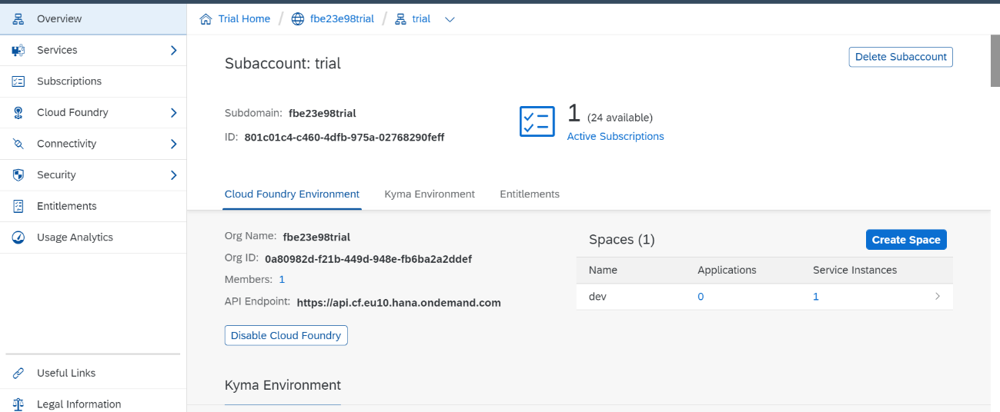 Overview
Services
Subscriptions
Cloud Foundry
Connectivity
Security
Entitlements
Usage Analytics
Useful Links
Legal Information
Trial Home / fbe23e98trial / trial
Subaccount: trial
Delete Subaccount
Subdomain: fbe23e98trial
ID: 801c01c4-c460-4dfb-975a-02768290feff
1 (24 available)
Active Subscriptions
Cloud Foundry Environment Kyma Environment Entitlements
Org Name: fbe23e98trial
Org ID: 0a80982d-f21b-449d-948e-fb6ba2a2ddef
Members: 1
API Endpoint: https://api.cf.eu10.hana.ondemand.com
Disable Cloud Foundry
Spaces (1)
Create Space
Name Applications Service Instances
dev 0 1
Kyma Environment